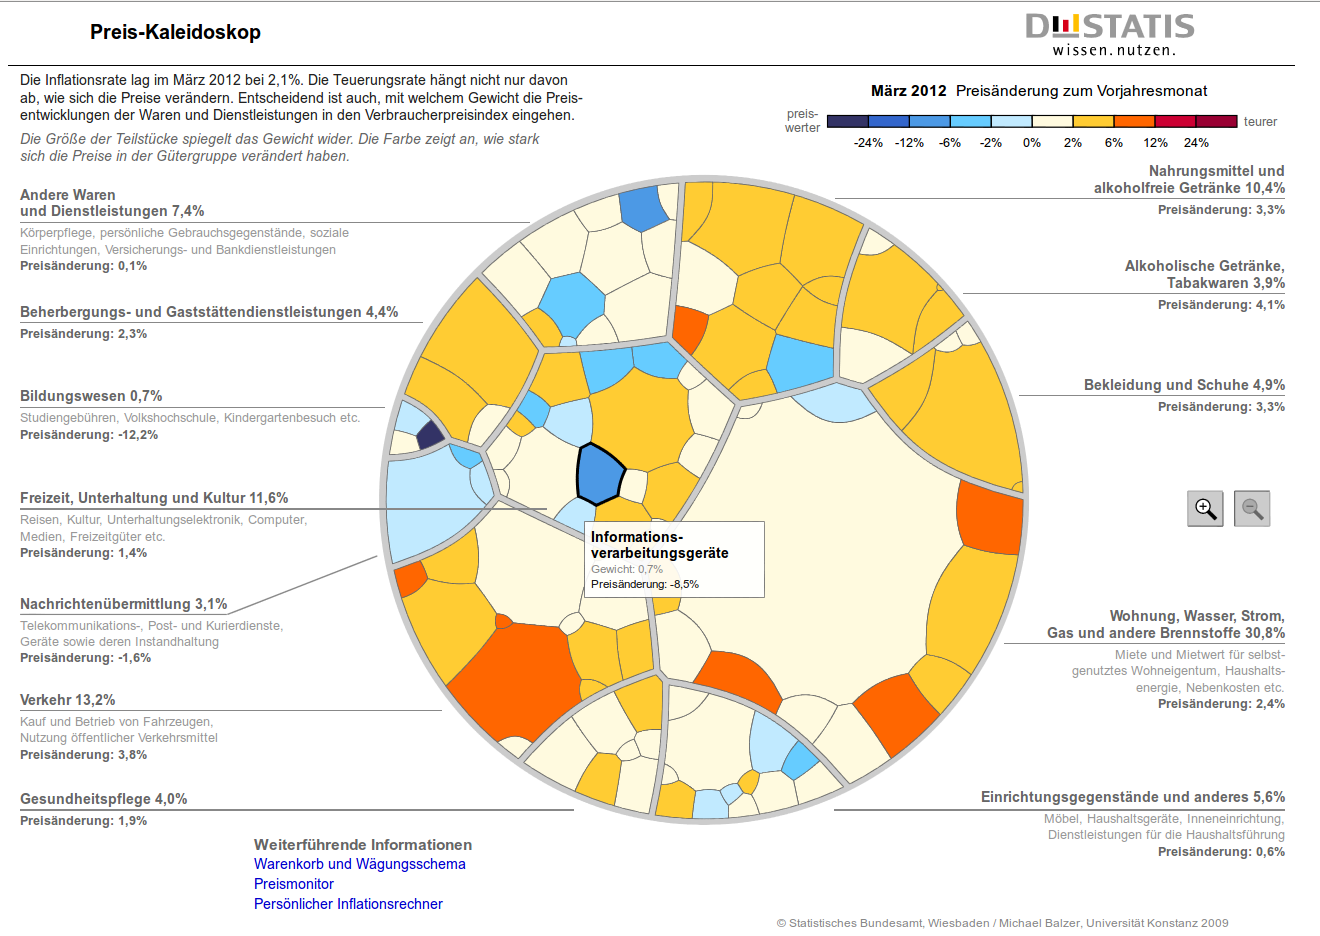 Preis-Kaleidoskop
D STATIS
wissen.nutzen.
Die Inflationsrate lag im März 2012 bei 2,1%. Die Teuerungsrate hängt nicht nur davon
ab, wie sich die Preise verändern. Entscheidend ist auch, mit welchem Gewicht die Preis-
entwicklungen der Waren und Dienstleistungen in den Verbraucherpreisindex eingehen.
Die Größe der Teilstücke spiegelt das Gewicht wider. Die Farbe zeigt an, wie stark
sich die Preise in der Gütergruppe verändert haben.
März 2012 Preisänderung zum Vorjahresmonat
preis-
werter
teurer
-24% -12% -6% -2% 0% 2% 6% 12% 24%
Andere Waren
und Dienstleistungen 7,4%
Körperpflege, persönliche Gebrauchsgegenstände, soziale
Einrichtungen, Versicherungs- und Bankdienstleistungen
Preisänderung: 0,1%
Beherbergungs- und Gaststättendienstleistungen 4,4%
Preisänderung: 2,3%
Bildungswesen 0,7%
Studiengebühren, Volkshochschule, Kindergartenbesuch etc.
Preisänderung: -12,2%
Freizeit, Unterhaltung und Kultur 11,6%
Reisen, Kultur, Unterhaltungselektronik, Computer,
Medien, Freizeitgüter etc.
Preisänderung: 1,4%
Nachrichtenübermittlung 3,1%
Telekommunikations-, Post- und Kurierdienste,
Geräte sowie deren Instandhaltung
Preisänderung: -1,6%
Verkehr 13,2%
Kauf und Betrieb von Fahrzeugen,
Nutzung öffentlicher Verkehrsmittel
Preisänderung: 3,8%
Gesundheitspflege 4,0%
Preisänderung: 1,9%
Informations-
verarbeitungsgeräte
Gewicht: 0,7%
Preisänderung: -8,5%
Nahrungsmittel und
alkoholfreie Getränke 10,4%
Preisänderung: 3,3%
Alkoholische Getränke,
Tabakwaren 3,9%
Preisänderung: 4,1%
Bekleidung und Schuhe 4,9%
Preisänderung: 3,3%
Wohnung, Wasser, Strom,
Gas und andere Brennstoffe 30,8%
Miete und Mietwert für selbst-
genutztes Wohneigentum, Haushalts-
energie, Nebenkosten etc.
Preisänderung: 2,4%
Einrichtungsgegenstände und anderes 5,6%
Möbel, Haushaltsgeräte, Inneneinrichtung,
Dienstleistungen für die Haushaltsführung
Preisänderung: 0,6%
Weiterführende Informationen
Warenkorb und Wägungsschema
Preismonitor
Persönlicher Inflationsrechner
© Statistisches Bundesamt, Wiesbaden / Michael Balzer, Universität Konstanz 2009